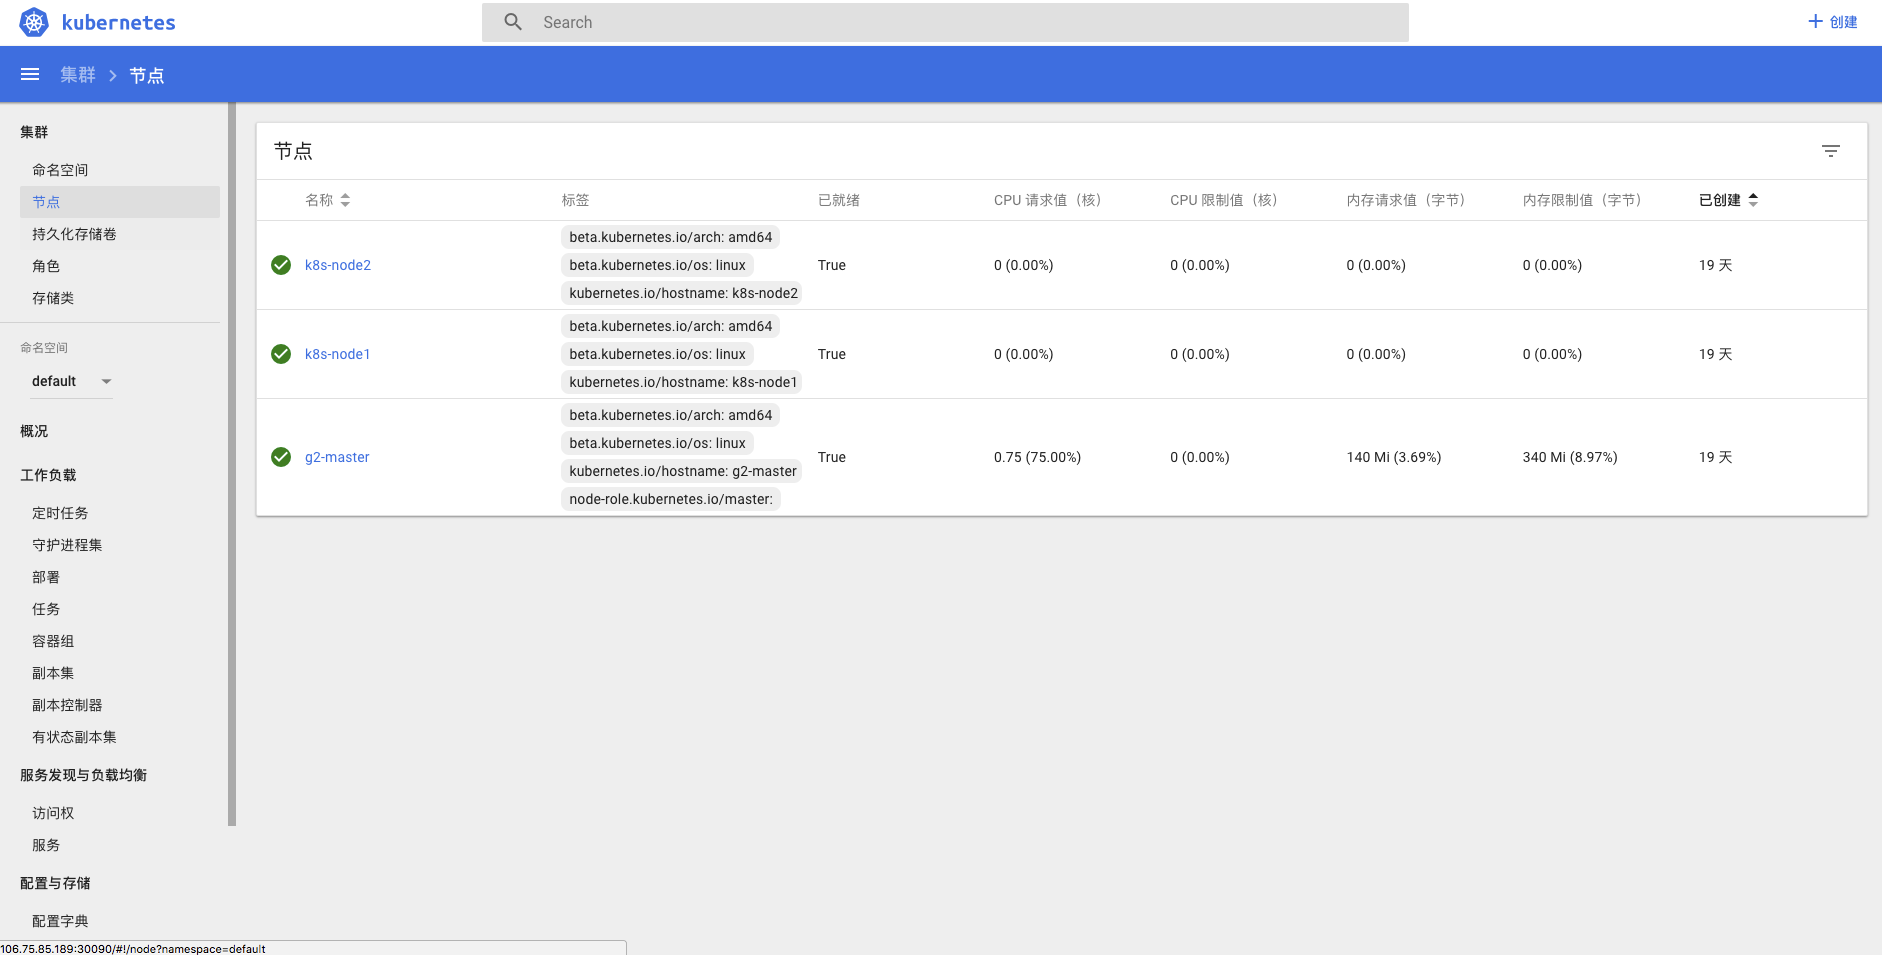 kubernetes
Search
创建
集群 > 节点
集群
命名空间
节点
持久化存储卷
角色
存储类
命名空间
default
概况
工作负载
定时任务
守护进程集
部署
任务
容器组
副本集
副本控制器
有状态副本集
服务发现与负载均衡
访问权
服务
配置与存储
配置字典
106.75.85.189:30090/#!/node?namespace=default
节点
名称 标签 已就绪 CPU 请求值（核） CPU 限制值（核） 内存请求值（字节） 内存限制值（字节） 已创建
beta.kubernetes.io/arch: amd64
k8s-node2 beta.kubernetes.io/os: linux True 0 (0.00%) 0 (0.00%) 0 (0.00%) 0 (0.00%) 19 天
kubernetes.io/hostname: k8s-node2
beta.kubernetes.io/arch: amd64
k8s-node1 beta.kubernetes.io/os: linux True 0 (0.00%) 0 (0.00%) 0 (0.00%) 0 (0.00%) 19 天
kubernetes.io/hostname: k8s-node1
beta.kubernetes.io/arch: amd64
beta.kubernetes.io/os: linux
g2-master True 0.75 (75.00%) 0 (0.00%) 140 Mi (3.69%) 340 Mi (8.97%) 19 天
kubernetes.io/hostname: g2-master
node-role.kubernetes.io/master: